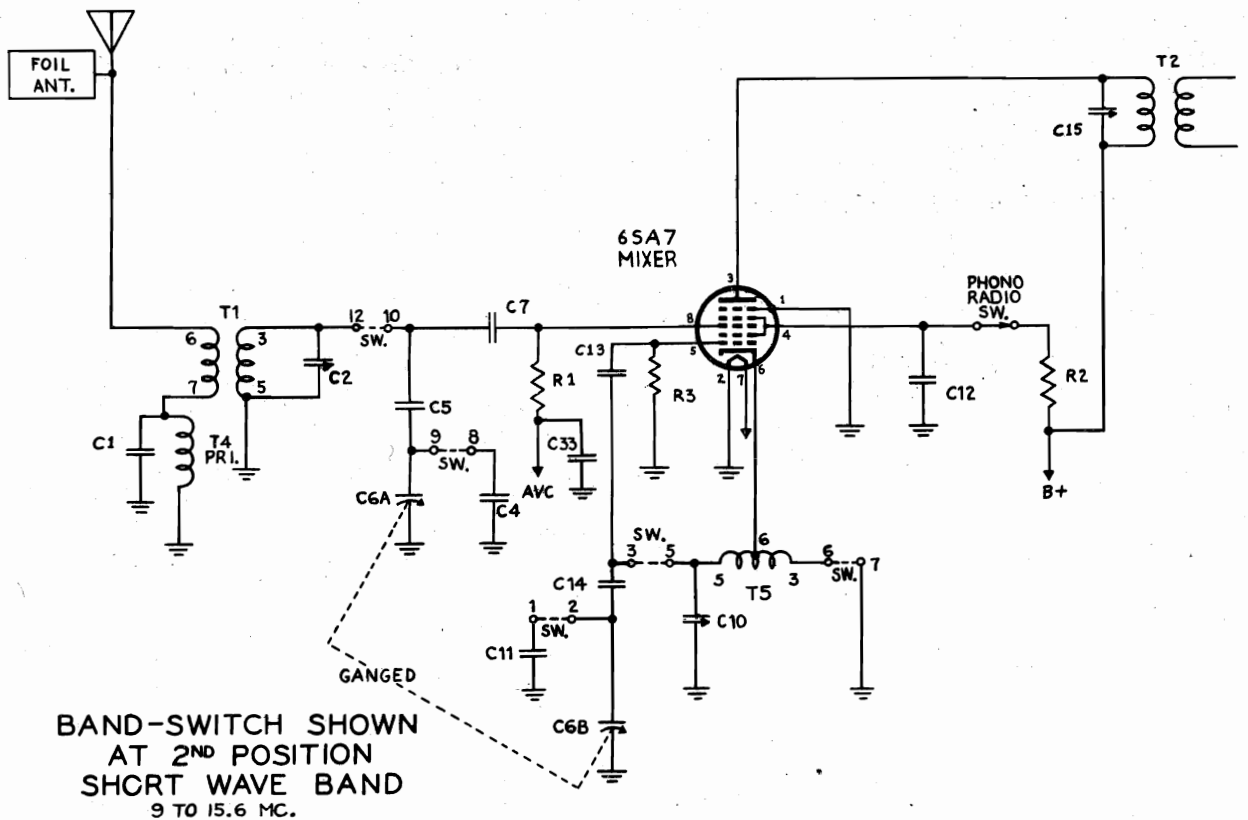 FOIL
ANT.
T2
C15
6SA7
MIXER
3
1
PHONO
RADIO
SW.
T1
12
10
C7
8
4
6
3
SW.
C13
5
2
7
6
C2
R1
R3
C12
R2
7
5
C5
C1
T4
PRI.
9
8
SW.
C33
C6A
C4
AVC
B+
SW.
3
5
6
6
7
5
T5
3
SW.
C14
1
2
SW.
C10
C11
GANGED
C6B
BAND-SWITCH SHOWN
AT 2ND POSITION
SHORT WAVE BAND
9 TO 15.6 MC.